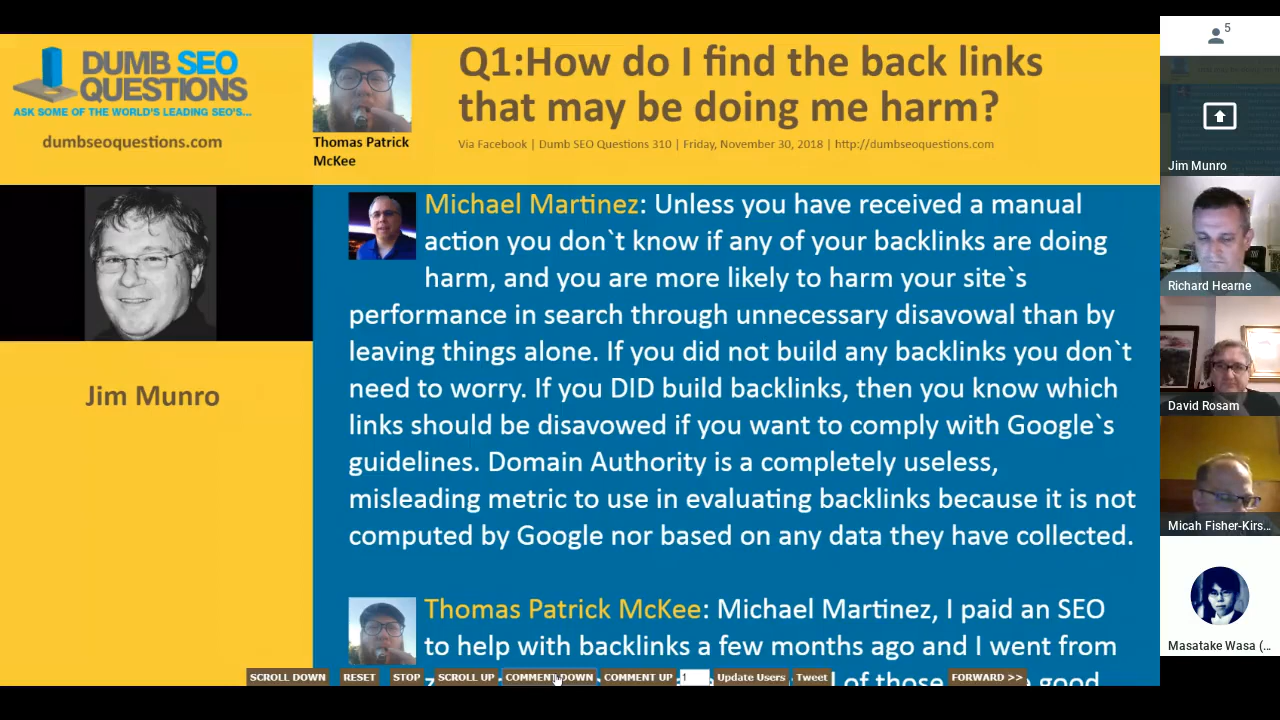 DUMB SEO
QUESTIONS
ASK SOME OF THE WORLD'S LEADING SEO'S...
dumbseoquestions.com
Thomas Patrick
McKee
Q1:How do I find the back links
that may be doing me harm?
Via Facebook | Dumb SEO Questions 310 | Friday, November 30, 2018 | http://dumbseoquestions.com
Jim Munro
Michael Martinez: Unless you have received a manual
action you don`t know if any of your backlinks are doing
harm, and you are more likely to harm your site`s
performance in search through unnecessary disavowal than by
leaving things alone. If you did not build any backlinks you don`t
need to worry. If you DID build backlinks, then you know which
links should be disavowed if you want to comply with Google`s
guidelines. Domain Authority is a completely useless,
misleading metric to use in evaluating backlinks because it is not
computed by Google nor based on any data they have collected.
Thomas Patrick McKee: Michael Martinez, I paid an SEO
to help with backlinks a few months ago and I went from
of those good
SCROLL DOWN RESET STOP SCROLL UP COMMENT DOWN COMMENT UP 1 Update Users Tweet FORWARD >>
5
Jim Munro
Richard Hearne
David Rosam
Micah Fisher-Kirs...
Masatake Wasa (...